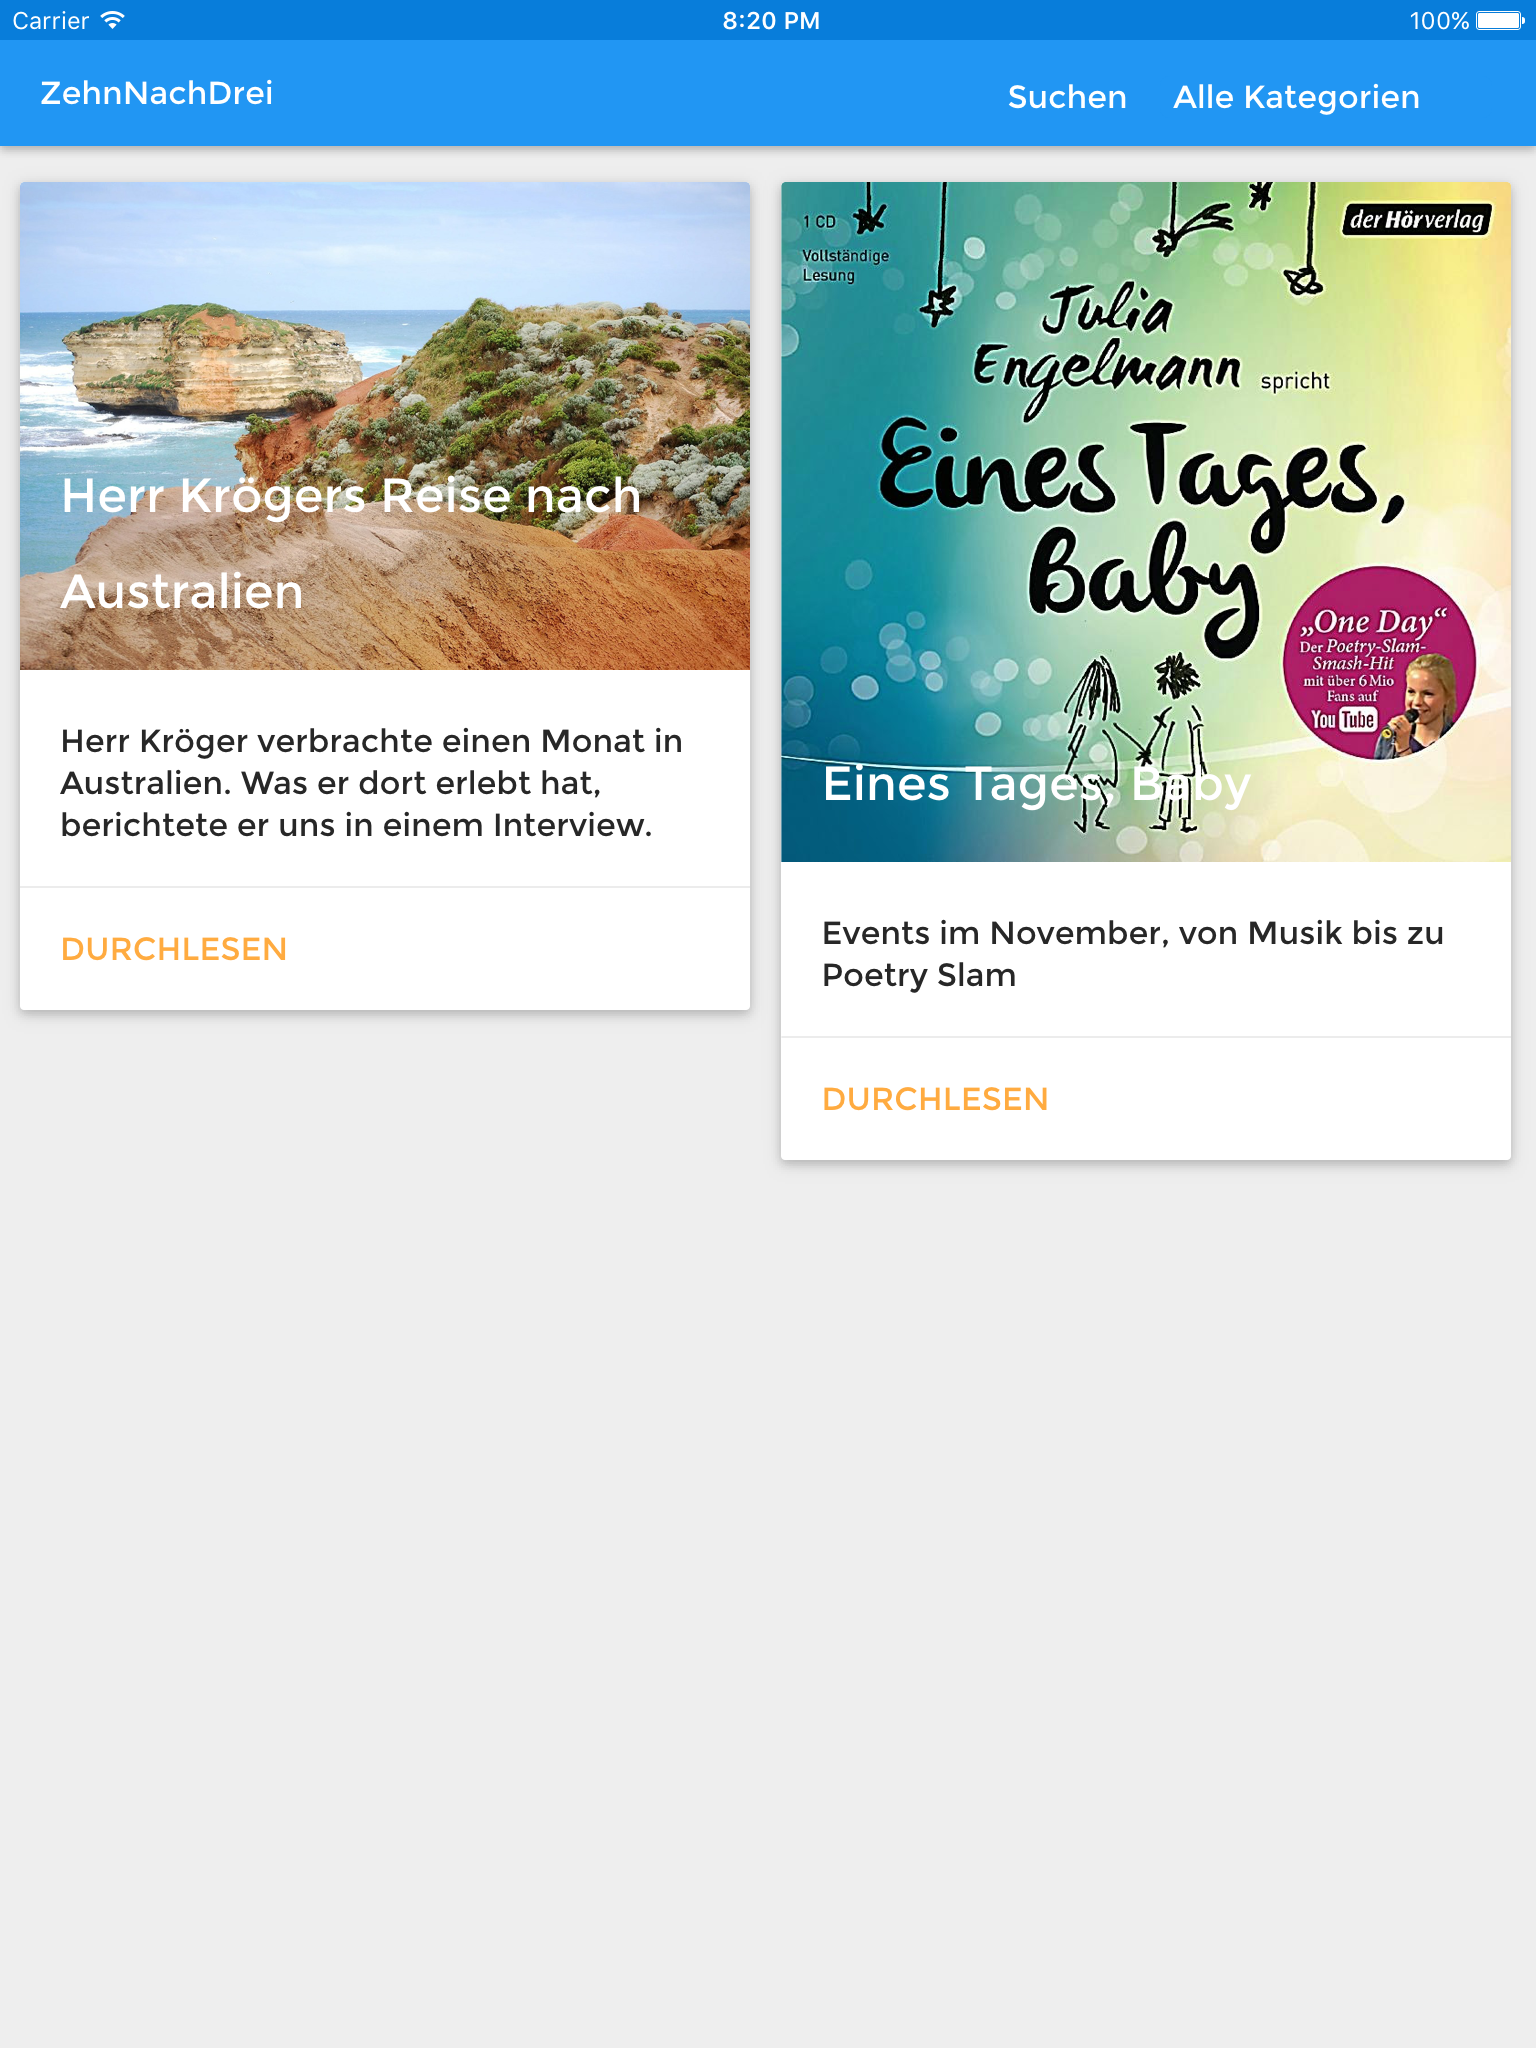 Carrier
8:20 PM
100%
ZehnNachDrei
Suchen
Alle Kategorien
Herr Krögers Reise nach
Australien
Herr Kröger verbrachte einen Monat in
Australien. Was er dort erlebt hat,
berichtete er uns in einem Interview.
DURCHLESEN
1 CD
Vollständige
Lesung
der Hörverlag
Julia
Engelmann spricht
Eines Tages,
Baby
„One Day“
Der Poetry-Slam-
Smash-Hit
mit über 6 Mio
Fans auf
YouTube
Eines Tages, Baby
Events im November, von Musik bis zu
Poetry Slam
DURCHLESEN